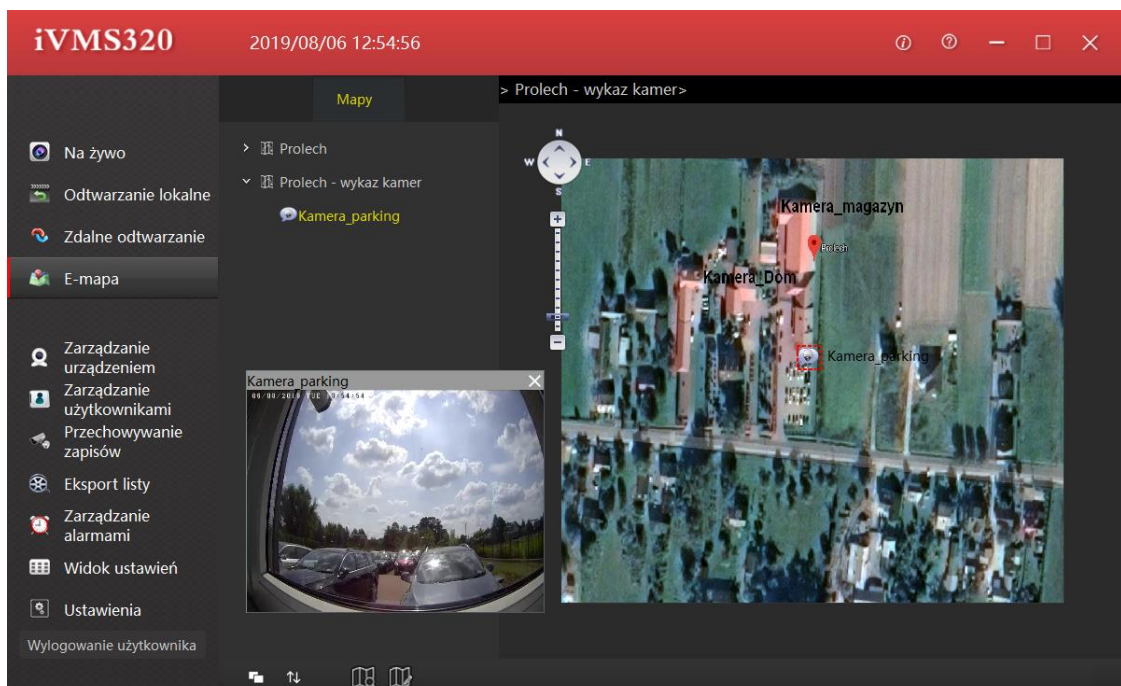 iVMS320
2019/08/06 12:54:56
Mapy
> Prolech - wykaz kamer>
Na żywo
Odtwarzanie lokalne
Zdalne odtwarzanie
E-mapa
Zarządzanie
urządzeniem
Zarządzanie
użytkownikami
Przechowywanie
zapisów
Eksport listy
Zarządzanie
alarmami
Widok ustawień
Ustawienia
Wylogowanie użytkownika
Prolech
Prolech - wykaz kamer
Kamera_parking
Kamera parking
N
W
E
S
Kamera_magazyn
Prolech
Kamera_Dom
Kamera_parking